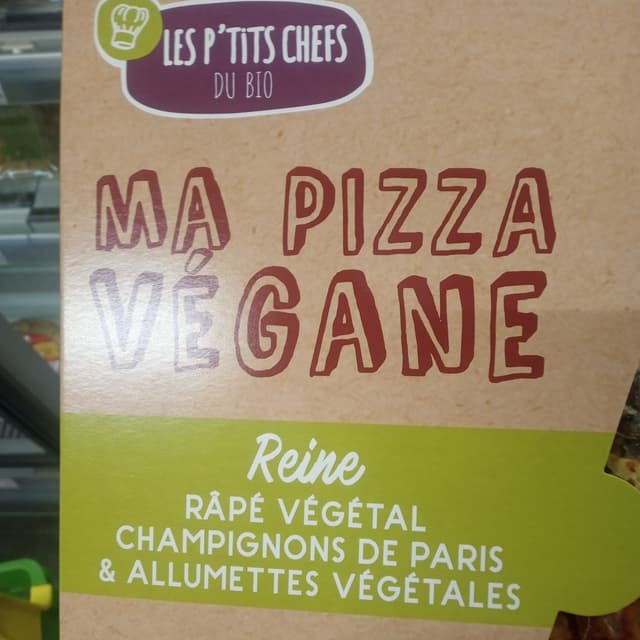 LES P'TiTS CHEFS
DU BIO
MA PIZZA
VÉGANE
Reine
RÂPÉ VÉGÉTAL
CHAMPIGNONS DE PARIS
& ALLUMETTES VÉGÉTALES